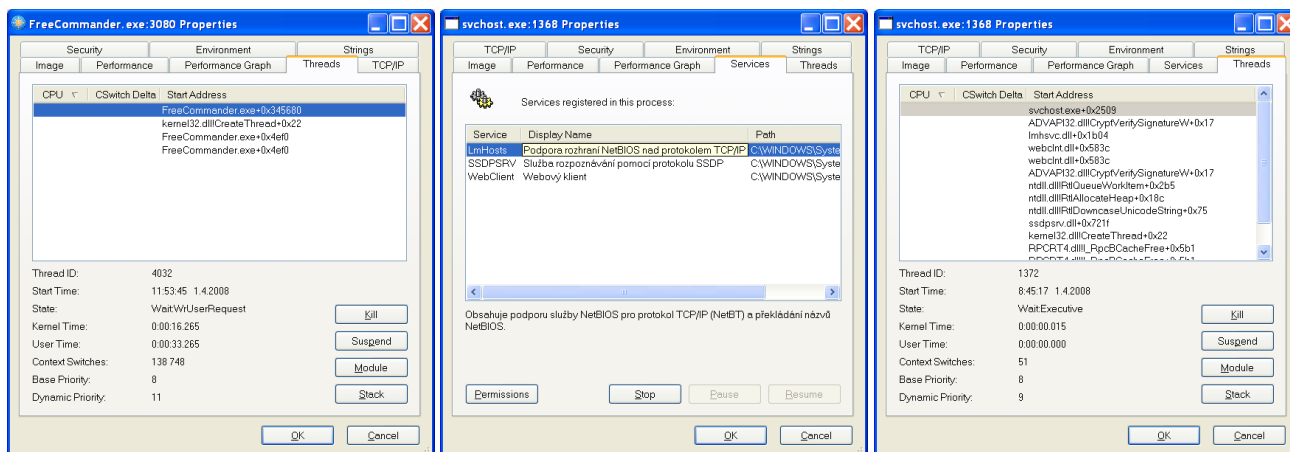 FreeCommander.exe:3080 Properties
Security Environment Strings
Image Performance Performance Graph Threads TCP/IP
CPU CSwitch Delta Start Address
FreeCommander.exe+0x345680
kernel32.dll!CreateThread+0x22
FreeCommander.exe+0x4ef0
FreeCommander.exe+0x4ef0
Thread ID: 4032
Start Time: 11:53:45 1.4.2008
State: Wait:WrUserRequest
Kernel Time: 0:00:16.265
User Time: 0:00:33.265
Context Switches: 138 748
Base Priority: 8
Dynamic Priority: 11
Kill
Suspend
Module
Stack
OK Cancel
svchost.exe:1368 Properties
TCP/IP Security Environment Strings
Image Performance Performance Graph Services Threads
Services registered in this process:
Service Display Name Path
LmHosts Podpora rozhraní NetBIOS nad protokolem TCP/IP C:\WINDOWS\Syste
SSDPSRV Služba rozpoznávání pomocí protokolu SSDP C:\WINDOWS\Syste
WebClient Webový klient C:\WINDOWS\Syste
Obsahuje podporu služby NetBIOS pro protokol TCP/IP (NetBT) a překládání názvů
NetBIOS.
Permissions Stop Pause Resume
OK Cancel
svchost.exe:1368 Properties
TCP/IP Security Environment Strings
Image Performance Performance Graph Services Threads
CPU CSwitch Delta Start Address
svchost.exe+0x2509
ADVAPI32.dll!CryptVerifySignatureW+0x17
lmhsvc.dll+0x1b04
webclnt.dll+0x583c
webclnt.dll+0x583c
ADVAPI32.dll!CryptVerifySignatureW+0x17
ntdll.dll!RtlQueueWorkItem+0x2b5
ntdll.dll!RtlAllocateHeap+0x18c
ntdll.dll!RtlDowncaseUnicodeString+0x75
ssdpsrv.dll+0x721f
kernel32.dll!CreateThread+0x22
RPCRT4.dll!I_RpcBCacheFree+0x5b1
RPCRT4.dll!I_RpcBCacheFree+0x5b1
Thread ID: 1372
Start Time: 8:45:17 1.4.2008
State: Wait:Executive
Kernel Time: 0:00:00.015
User Time: 0:00:00.000
Context Switches: 51
Base Priority: 8
Dynamic Priority: 9
Kill
Suspend
Module
Stack
OK Cancel